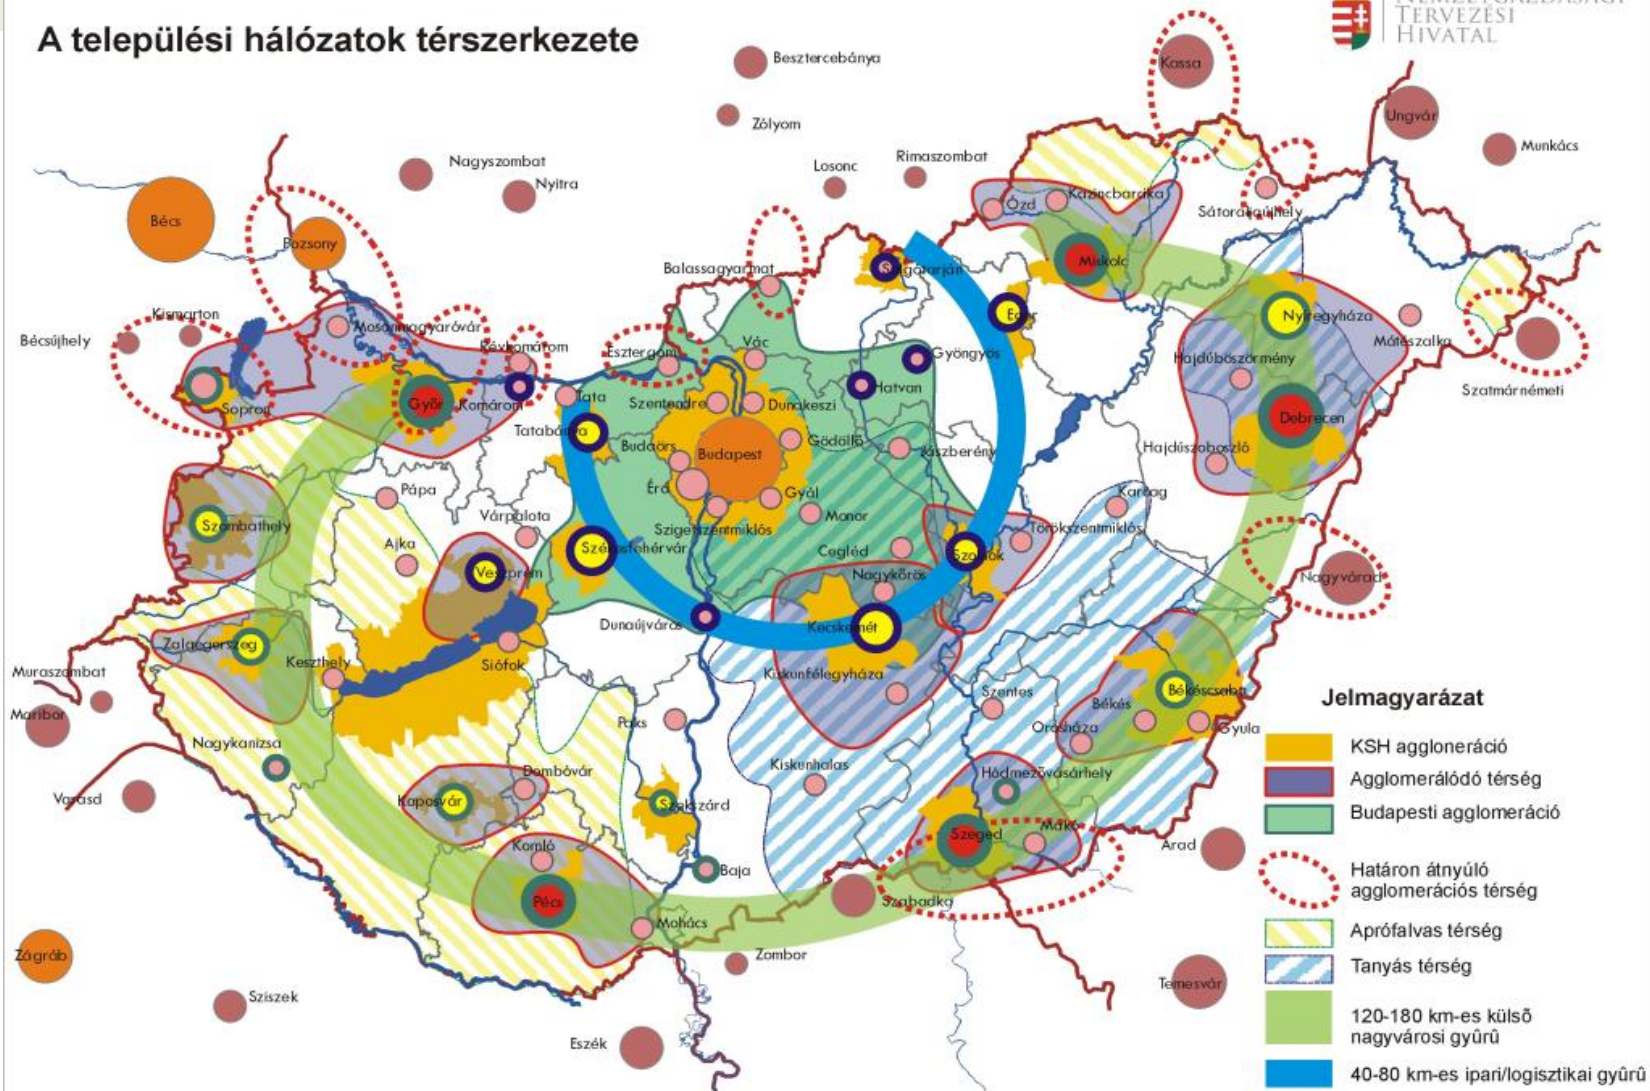 NEMZETGAZDASÁGI
TERVEZÉSI
HIVATAL
A települési hálózatok térszerkezete
Besztercebánya
Kassa
Zólyom
Ungvár
Munkács
Nagyszombat
Nyitra
Losonc
Rimaszombat
Bécs
Pozsony
Ózd
Kazincbarcika
Sátoraljaújhely
Miskolc
Balassagyarmat
Salgótarján
Kismarton
Bécsújhely
Mosonmagyaróvár
Révkomárom
Esztergom
Vác
Eger
Gyöngyös
Nyíregyháza
Mátészalka
Hajdúböszörmény
Szatmárnémeti
Sopron
Győr
Komárom
Tata
Szentendre
Dunakeszi
Hatvan
Debrecen
Tatabánya
Budaörs
Budapest
Gödöllő
Jászberény
Hajdúszoboszló
Pápa
Érd
Gyál
Karcag
Szombathely
Várpalota
Szigetszentmiklós
Monor
Törökszentmiklós
Ajka
Székesfehérvár
Cegléd
Szolnok
Veszprém
Nagykőrös
Nagyvárad
Dunaújváros
Kecskemét
Zalaegerszeg
Keszthely
Siófok
Kiskunfélegyháza
Muraszombat
Szentes
Békéscsaba
Békés
Maribor
Paks
Orosháza
Gyula
Nagykanizsa
Dombóvár
Kiskunhalas
Hódmezővásárhely
Varasd
Kaposvár
Szekszárd
Szeged
Makó
Arad
Komló
Baja
Pécs
Szabadka
Mohács
Zágráb
Zombor
Temesvár
Sziszek
Eszék
Jelmagyarázat
KSH agglomeráció
Agglomerálódó térség
Budapesti agglomeráció
Határon átnyúló
agglomerációs térség
Aprófalvas térség
Tanyás térség
120-180 km-es külsõ
nagyvárosi gyûrû
40-80 km-es ipari/logisztikai gyûrû